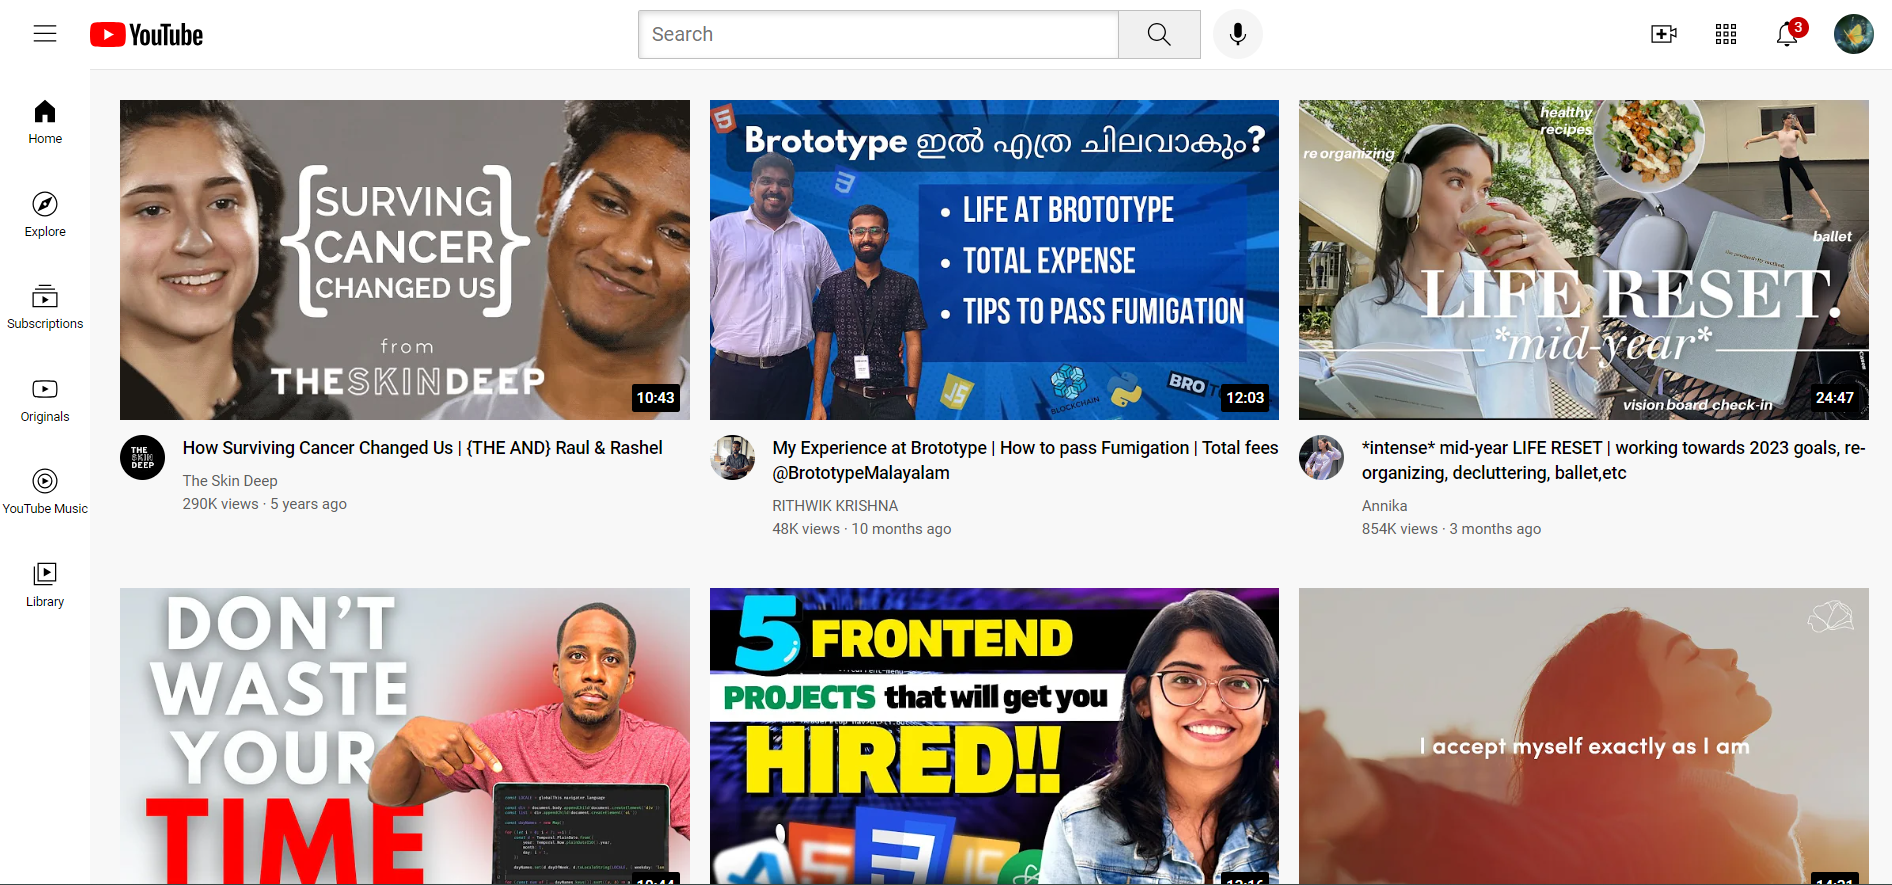 YouTube
Search
3
Home
Explore
Subscriptions
Originals
YouTube Music
Library
{SURVING
CANCER
CHANGED US}
from
THESKINDEEP
10:43
THE
SKIN
DEEP
How Surviving Cancer Changed Us | {THE AND} Raul & Rashel
The Skin Deep
290K views · 5 years ago
Brototype ഇൽ എത്ര ചിലവാകും?
• LIFE AT BROTOTYPE
• TOTAL EXPENSE
• TIPS TO PASS FUMIGATION
JS
BLOCKCHAIN
BRO
12:03
My Experience at Brototype | How to pass Fumigation | Total fees
@BrototypeMalayalam
RITHWIK KRISHNA
48K views · 10 months ago
healthy
recipes
re organizing
ballet
LIFE RESET.
*mid-year*
vision board check-in
24:47
*intense* mid-year LIFE RESET | working towards 2023 goals, re-
organizing, decluttering, ballet,etc
Annika
854K views · 3 months ago
DON'T
WASTE
YOUR
TIME
5 FRONTEND
PROJECTS that will get you
HIRED!!
I accept myself exactly as I am